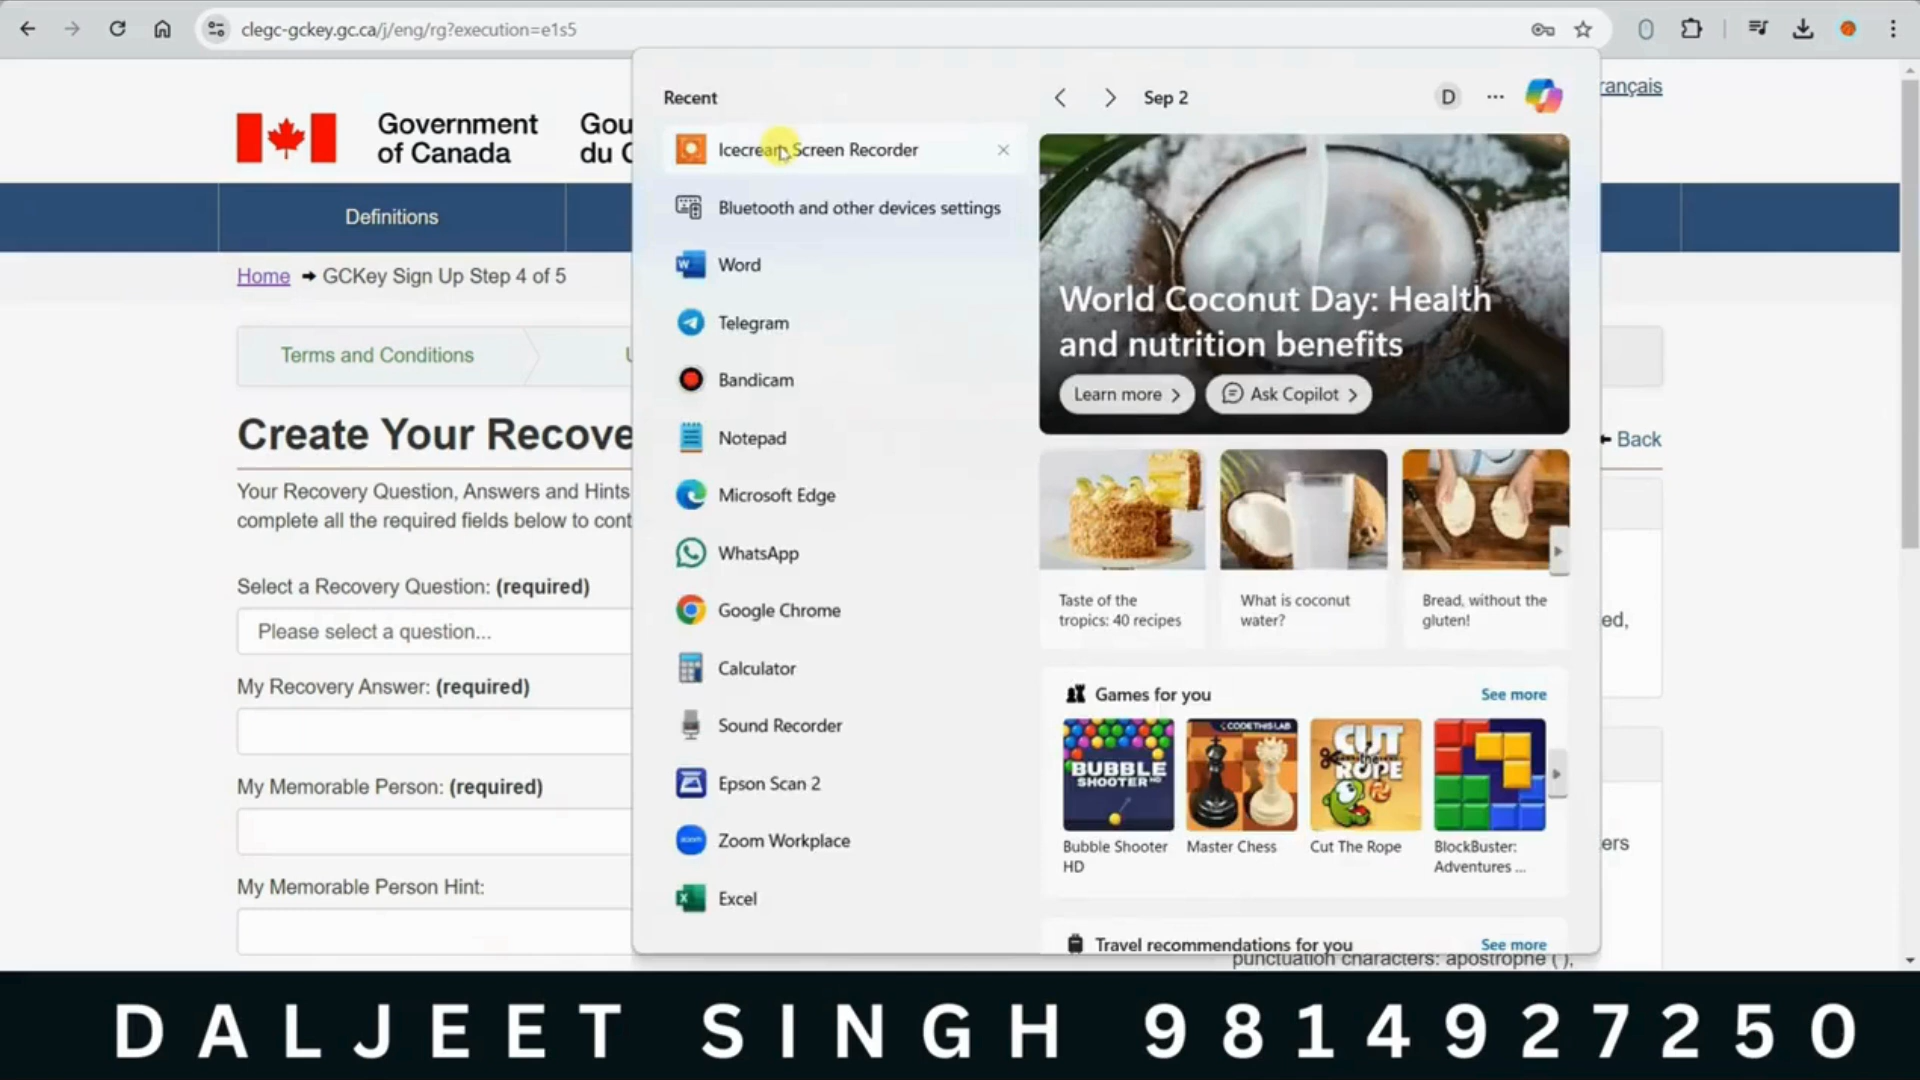 clegc-gckey.gc.ca/j/eng/rg?execution=e1s5
Government
of Canada
Gou
du C
rançais
Definitions
Home ➡ GCKey Sign Up Step 4 of 5
Terms and Conditions
Create Your Recove
Back
Your Recovery Question, Answers and Hints
complete all the required fields below to cont
Select a Recovery Question: (required)
Please select a question...
My Recovery Answer: (required)
My Memorable Person: (required)
My Memorable Person Hint:
ed,
ers
punctuation characters: apostrophe ( ),
Recent
Icecream Screen Recorder
Bluetooth and other devices settings
Word
Telegram
Bandicam
Notepad
Microsoft Edge
WhatsApp
Google Chrome
Calculator
Sound Recorder
Epson Scan 2
Zoom Workplace
Excel
Sep 2
D
World Coconut Day: Health
and nutrition benefits
Learn more
Ask Copilot
Taste of the
tropics: 40 recipes
What is coconut
water?
Bread, without the
gluten!
Games for you
See more
BUBBLE
SHOOTER HD
CODETHISLAB
CUT
the
ROPE
Bubble Shooter
HD
Master Chess
Cut The Rope
BlockBuster:
Adventures ...
Travel recommendations for you
See more
DALJEET SINGH 9814927250